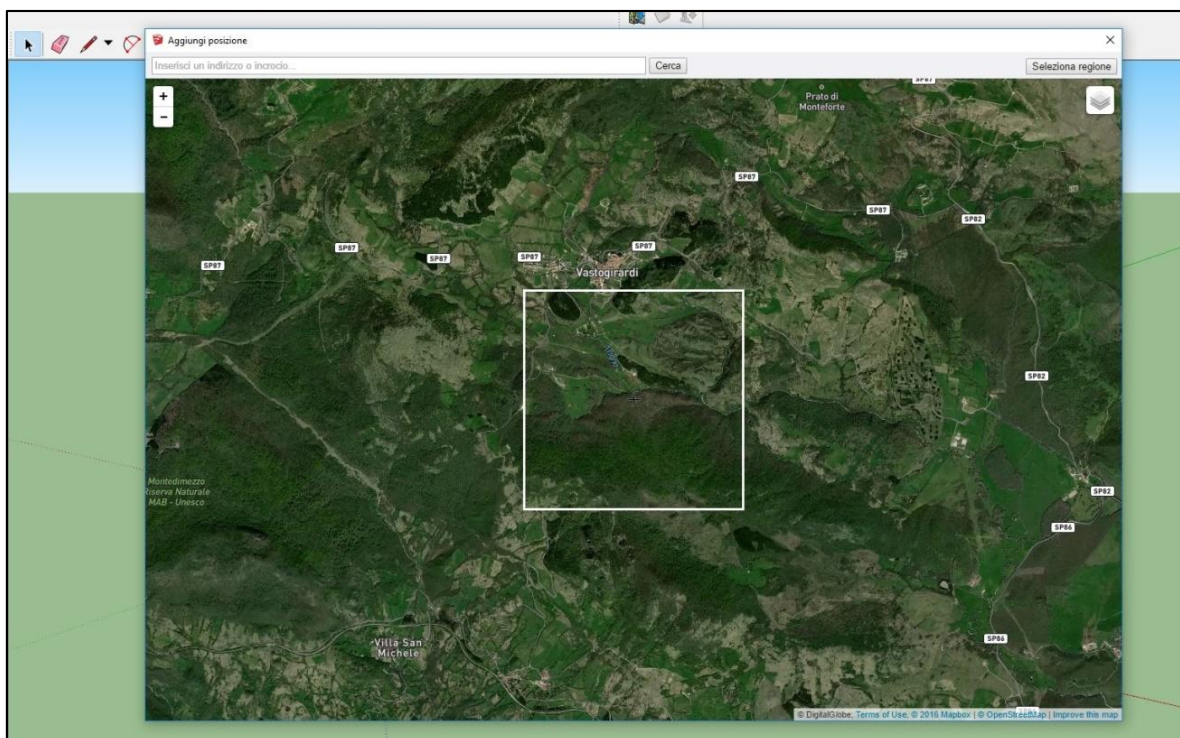 Aggiungi posizione
Inserisci un indirizzo o incrocio...
Cerca
Seleziona regione
+
-
SP87
Prato di
Monteforte
SP87
SP87
SP82
SP87
SP87
SP87
SP87
SP87
Vastogirardi
SP82
Montedimezzo
Riserva Naturale
MAB - Unesco
SP82
SP86
SP86
Villa San
Michele
© DigitalGlobe, Terms of Use, © 2016 Mapbox | © OpenStreetMap | Improve this map